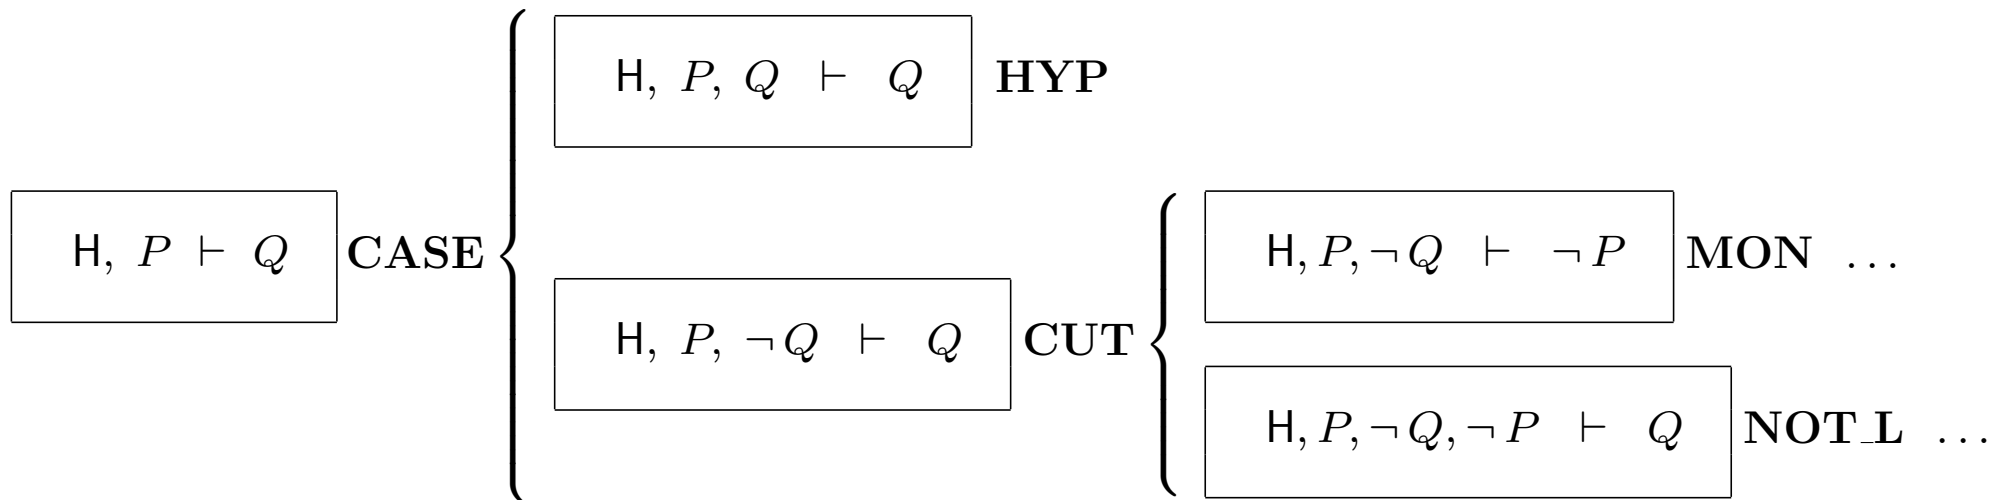 H, P, Q ⊢ Q HYP
H, P ⊢ Q CASE
H, P, ¬ Q ⊢ ¬ P MON ...
H, P, ¬ Q ⊢ Q CUT
H, P, ¬ Q, ¬ P ⊢ Q NOT_L ...